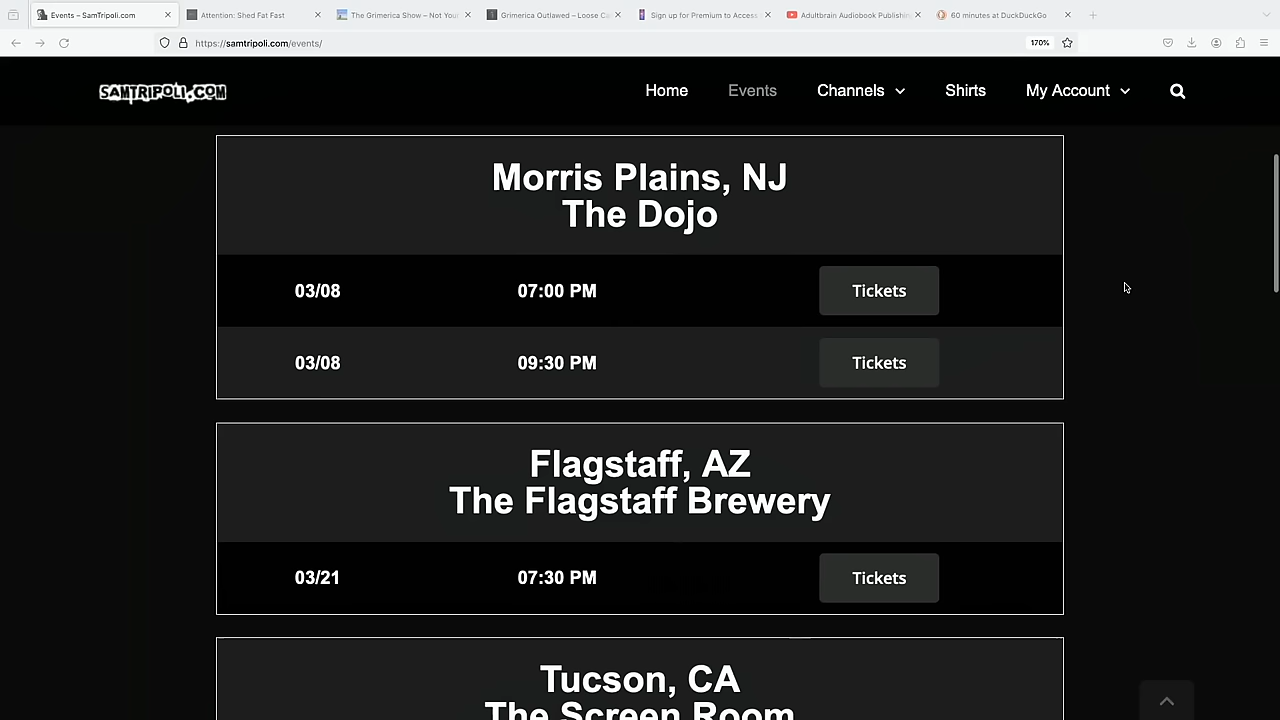 Events – SamTripoli.com
Attention: Shed Fat Fast
The Grimerica Show – Not You
Grimerica Outlawed – Loose Ca
Sign up for Premium to Access
Adultbrain Audiobook Publishin
60 minutes at DuckDuckGo
https://samtripoli.com/events/
170%
SAMTRIPOLI.COM
Home
Events
Channels
Shirts
My Account
Morris Plains, NJ
The Dojo
03/08 07:00 PM Tickets
03/08 09:30 PM Tickets
Flagstaff, AZ
The Flagstaff Brewery
03/21 07:30 PM Tickets
Tucson, CA
The Screen Room